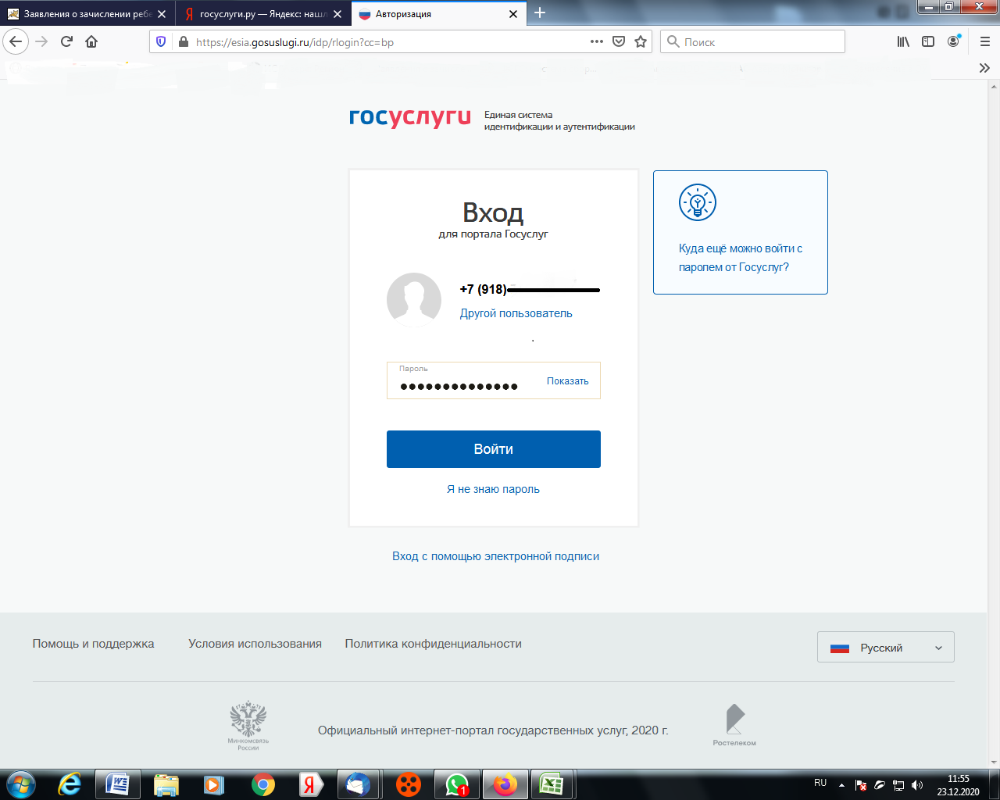 Заявления о зачислении ребе
госуслуги.ру — Яндекс: нашл
Авторизация
https://esia.gosuslugi.ru/idp/rlogin?cc=bp
Поиск
госуслуги
Единая система
идентификации и аутентификации
Вход
для портала Госуслуг
+7 (918)
Другой пользователь
Пароль
Показать
Войти
Я не знаю пароль
Куда ещё можно войти с
паролем от Госуслуг?
Вход с помощью электронной подписи
Помощь и поддержка
Условия использования
Политика конфиденциальности
Русский
Минкомсвязь
России
Официальный интернет-портал государственных услуг, 2020 г.
Ростелеком
1
RU
11:55
23.12.2020